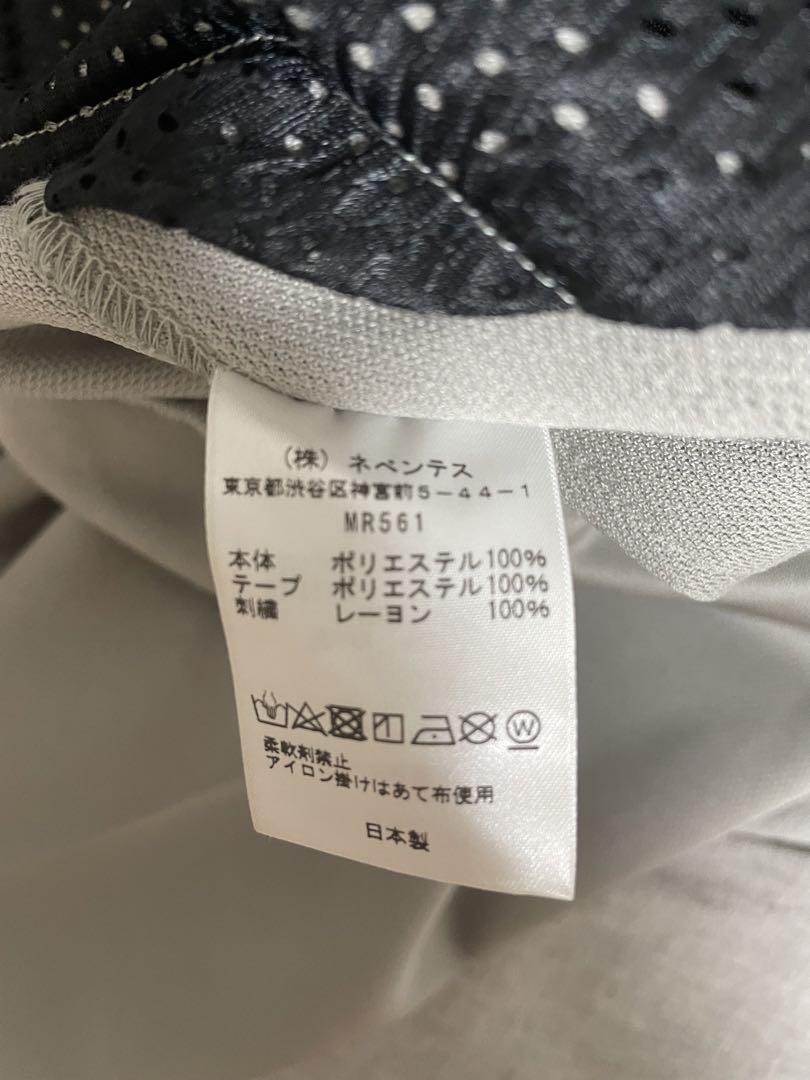 (株) ネペンテス
東京都渋谷区神宮前5-44-1
MR561
本体 ポリエステル100%
テープ ポリエステル100%
刺繍 レーヨン 100%
W
柔軟剤禁止
アイロン掛けはあて布使用
日本製